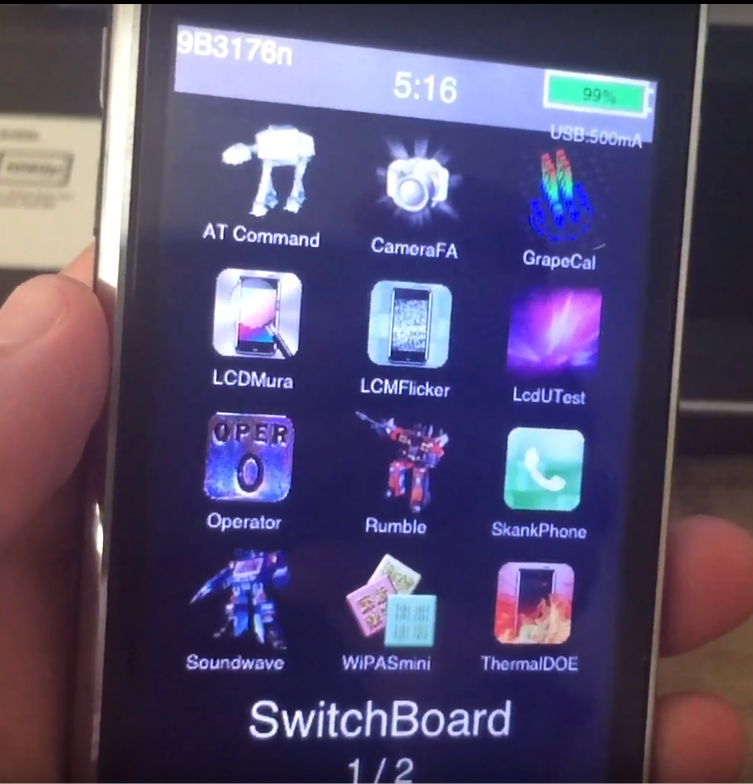 9B3176n
5:16
99%
USB:500mA
AT Command
CameraFA
GrapeCal
LCDMura
LCMFlicker
LcdUTest
OPER
O
Operator
Rumble
SkankPhone
Soundwave
WiPASmini
ThermalDOE
SwitchBoard
1 / 2